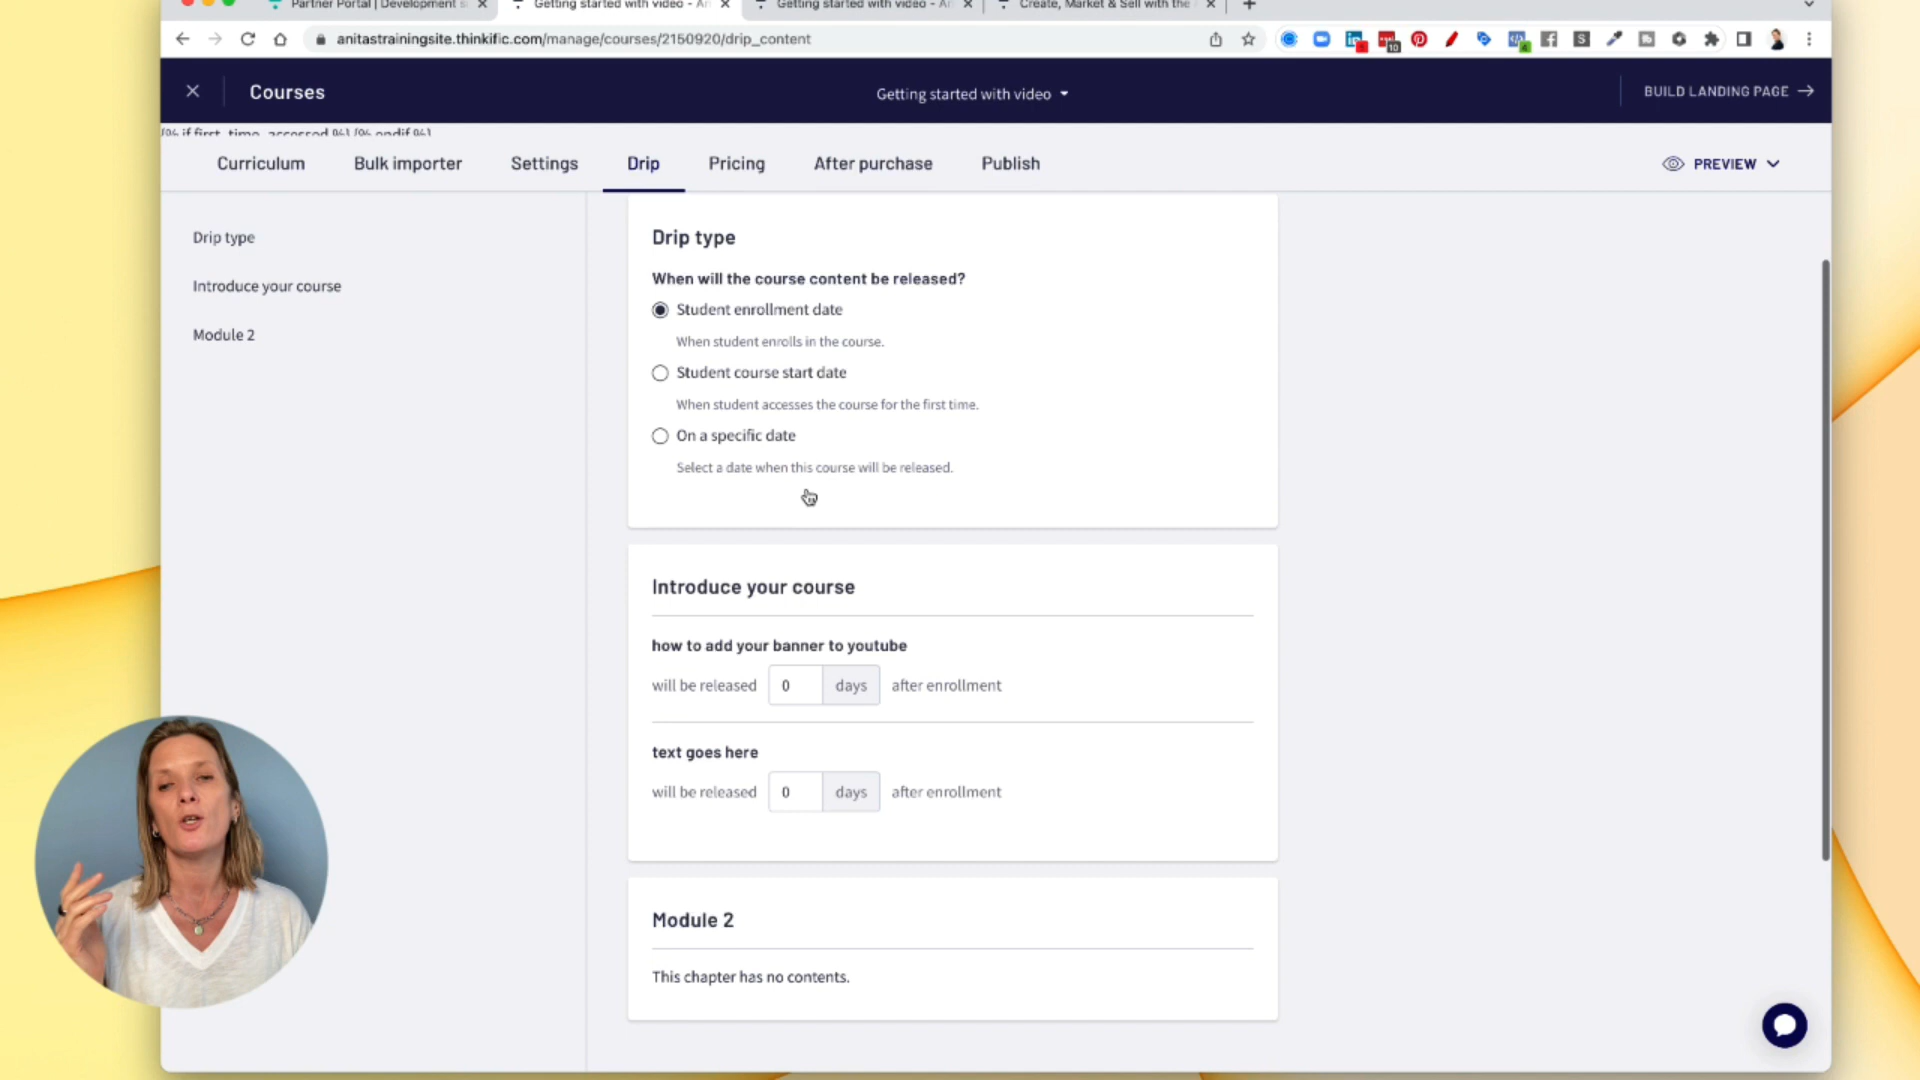 Partner Portal | Development s
Getting started with video - An
Getting started with video - An
Create, Market & Sell with the
anitastrainingsite.thinkific.com/manage/courses/2150920/drip_content
Courses
Getting started with video
BUILD LANDING PAGE
{% if first_time_accessed %} {% endif %}
Curriculum
Bulk importer
Settings
Drip
Pricing
After purchase
Publish
PREVIEW
Drip type
Introduce your course
Module 2
Drip type
When will the course content be released?
Student enrollment date
When student enrolls in the course.
Student course start date
When student accesses the course for the first time.
On a specific date
Select a date when this course will be released.
Introduce your course
how to add your banner to youtube
will be released 0 days after enrollment
text goes here
will be released 0 days after enrollment
Module 2
This chapter has no contents.